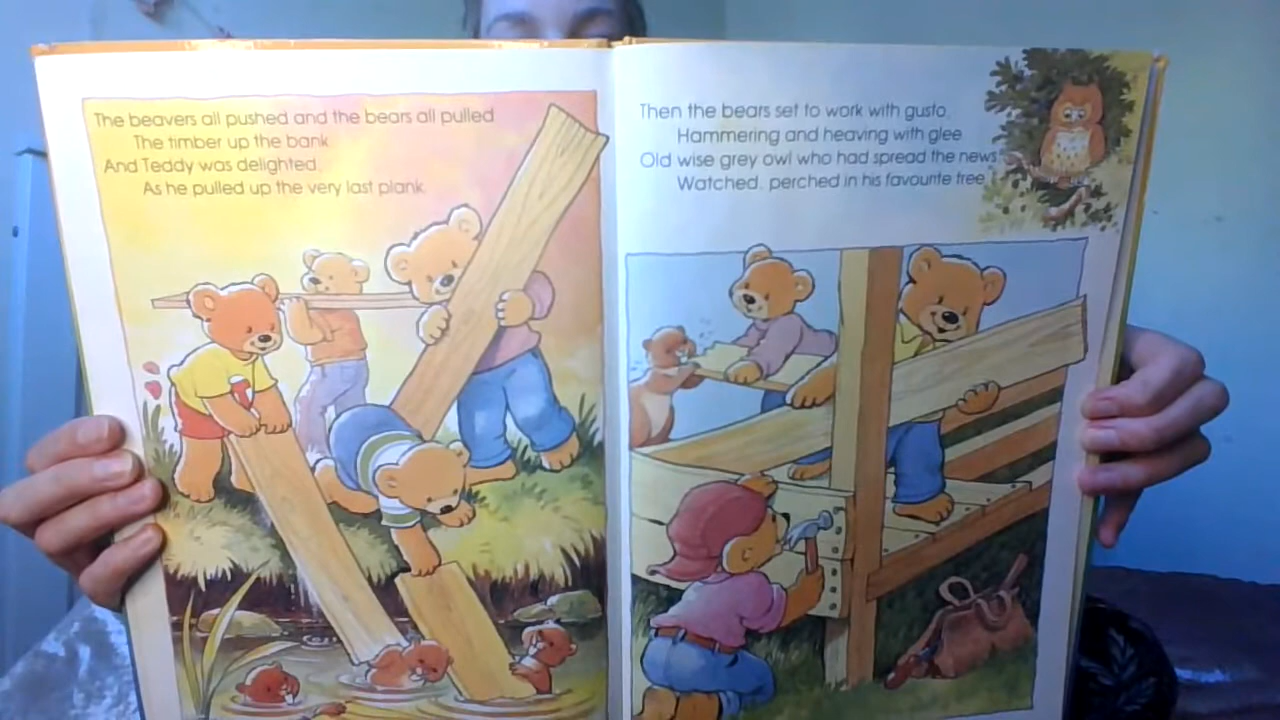 The beavers all pushed and the bears all pulled
The timber up the bank.
And Teddy was delighted
As he pulled up the very last plank.
Then the bears set to work with gusto,
Hammering and heaving with glee.
Old wise grey owl who had spread the news
Watched, perched in his favourite tree.